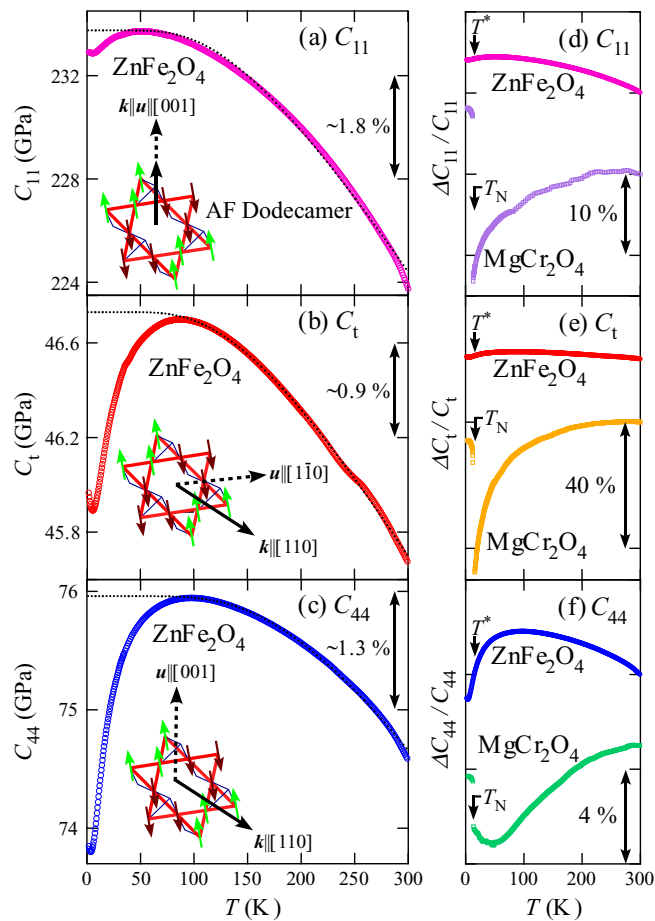 (a) C₁₁
ZnFe₂O₄
k||u||[001]
AF Dodecamer
~1.8 %
C₁₁ (GPa)
232
228
224
(b) Cₜ
ZnFe₂O₄
~0.9 %
u||[11̄0]
k||[110]
Cₜ (GPa)
46.6
46.2
45.8
(c) C₄₄
ZnFe₂O₄
~1.3 %
u||[001]
k||[110]
C₄₄ (GPa)
76
75
74
0 50 100 150 200 250 300
T (K)
(d) C₁₁
T*
ZnFe₂O₄
T_N
10 %
MgCr₂O₄
ΔC₁₁ / C₁₁
(e) Cₜ
T*
ZnFe₂O₄
T_N
40 %
MgCr₂O₄
ΔCₜ / Cₜ
(f) C₄₄
T*
ZnFe₂O₄
MgCr₂O₄
T_N
4 %
ΔC₄₄ / C₄₄
0 100 200 300
T (K)